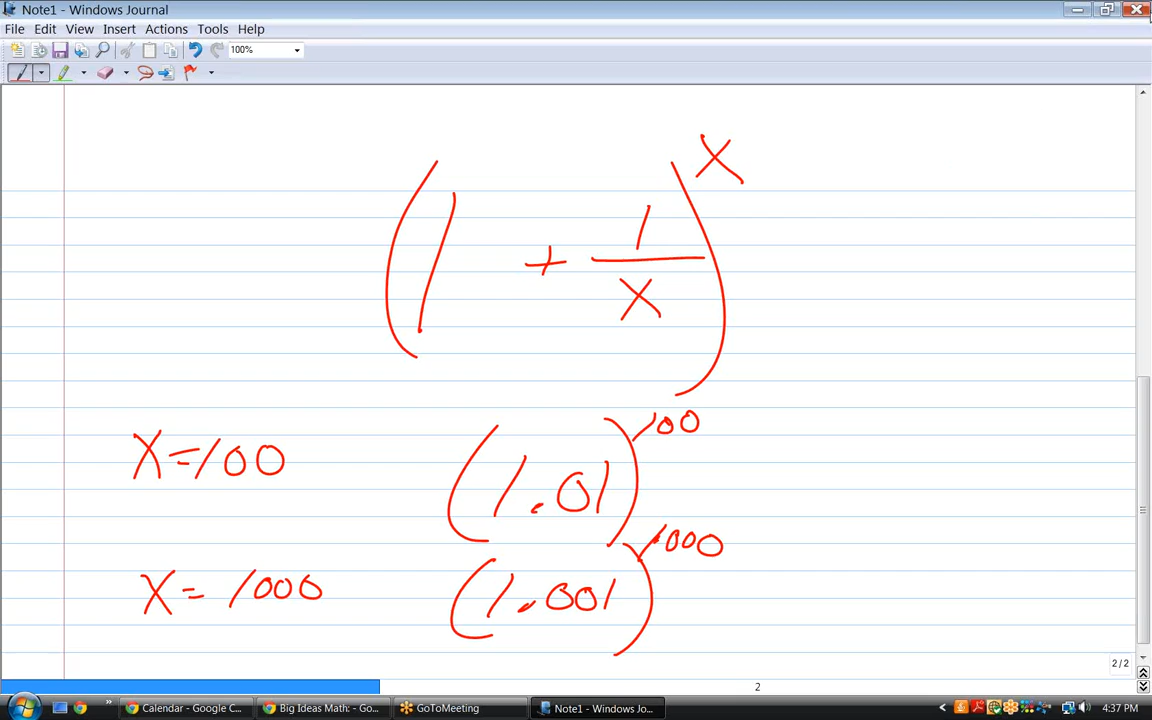 Note1 - Windows Journal
File Edit View Insert Actions Tools Help
100%
(1 + 1/X)^X
X=100 (1.01)^100
X=1000 (1.001)^1000
2/2
2
Calendar - Google C... Big Ideas Math: - Go... GoToMeeting Note1 - Windows Jo... 4:37 PM